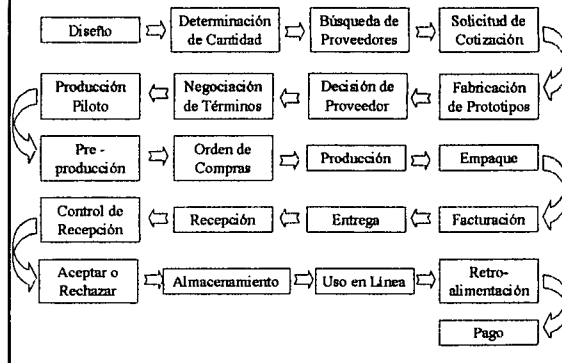 Diseño
Determinación
de Cantidad
Búsqueda de
Proveedores
Solicitud de
Cotización
Producción
Piloto
Negociación
de Términos
Decisión de
Proveedor
Fabricación
de Prototipos
Pre -
producción
Orden de
Compras
Producción
Empaque
Control de
Recepción
Recepción
Entrega
Facturación
Aceptar o
Rechazar
Almacenamiento
Uso en Línea
Retro-
alimentación
Pago